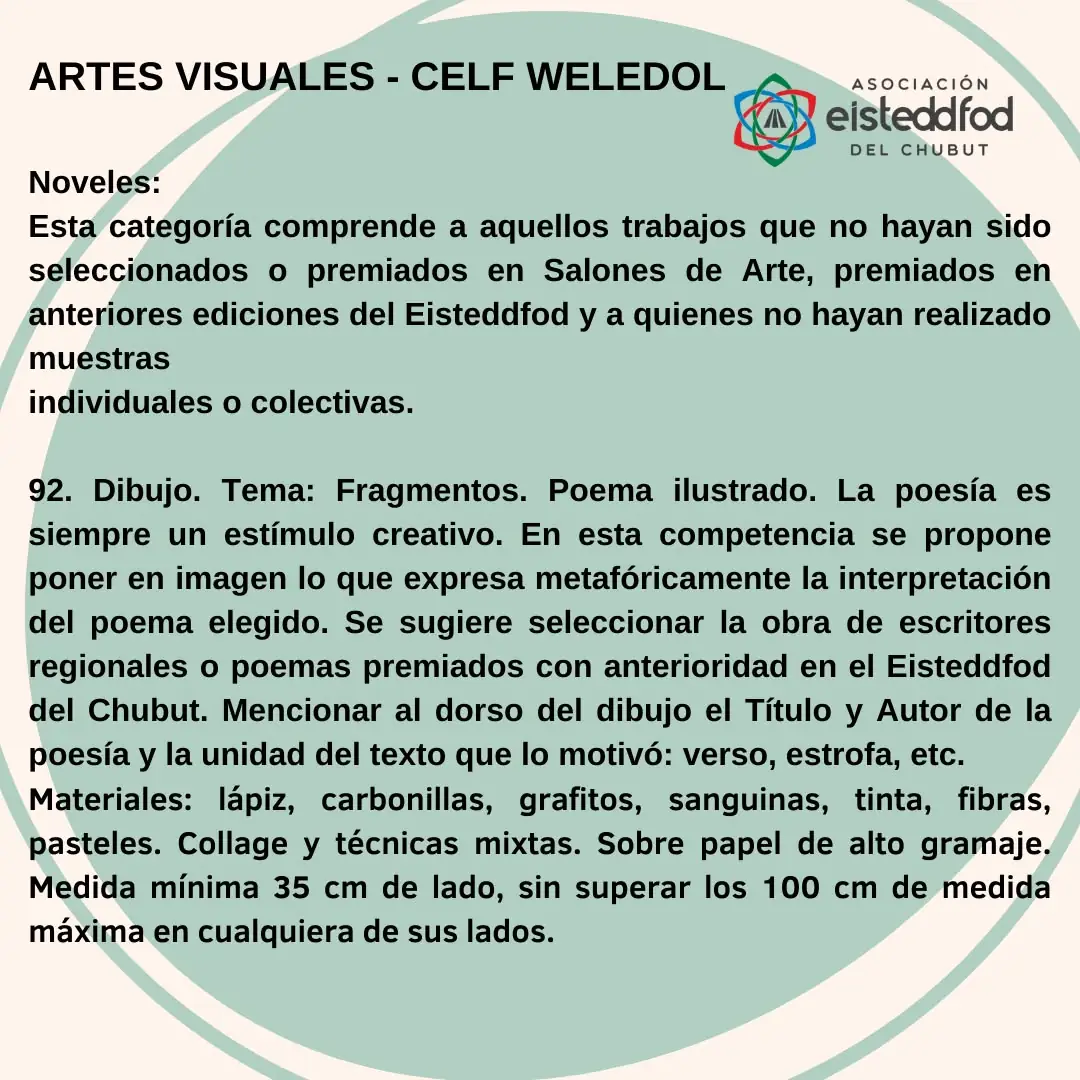 ARTES VISUALES - CELF WELEDOL
ASOCIACIÓN
eisteddfod
DEL CHUBUT
Noveles:
Esta categoría comprende a aquellos trabajos que no hayan sido
seleccionados o premiados en Salones de Arte, premiados en
anteriores ediciones del Eisteddfod y a quienes no hayan realizado
muestras
individuales o colectivas.
92. Dibujo. Tema: Fragmentos. Poema ilustrado. La poesía es
siempre un estímulo creativo. En esta competencia se propone
poner en imagen lo que expresa metafóricamente la interpretación
del poema elegido. Se sugiere seleccionar la obra de escritores
regionales o poemas premiados con anterioridad en el Eisteddfod
del Chubut. Mencionar al dorso del dibujo el Título y Autor de la
poesía y la unidad del texto que lo motivó: verso, estrofa, etc.
Materiales: lápiz, carbonillas, grafitos, sanguinas, tinta, fibras,
pasteles. Collage y técnicas mixtas. Sobre papel de alto gramaje.
Medida mínima 35 cm de lado, sin superar los 100 cm de medida
máxima en cualquiera de sus lados.